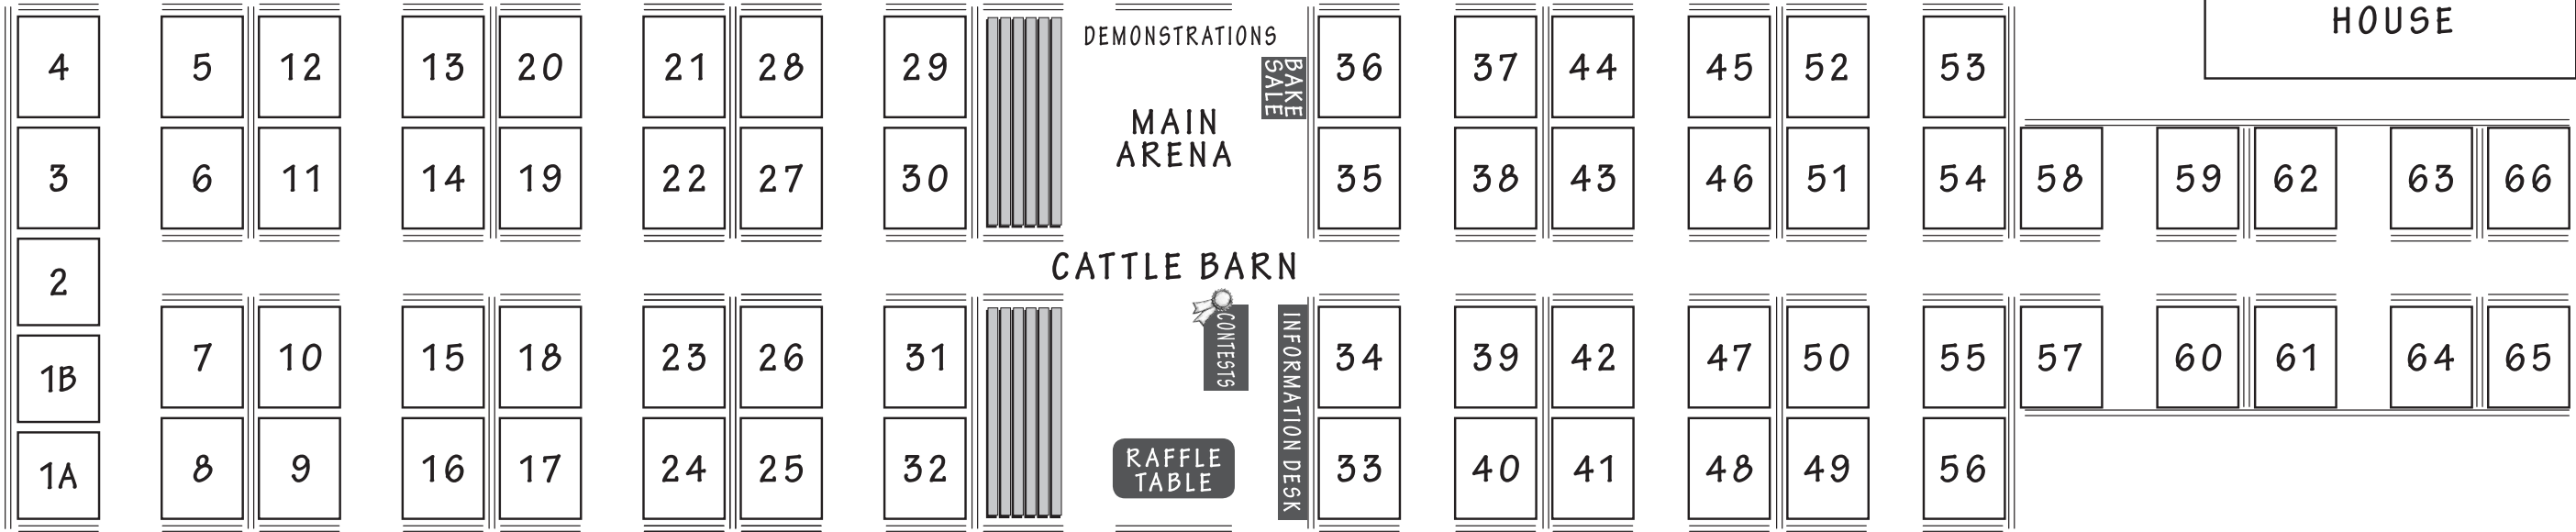 HOUSE
4 5 12 13 20 21 28 29 DEMONSTRATIONS 36 37 44 45 52 53
BAKE
SALE
MAIN
ARENA
3 6 11 14 19 22 27 30 35 38 43 46 51 54 58 59 62 63 66
2
CATTLE BARN
1B 7 10 15 18 23 26 31 34 39 42 47 50 55 57 60 61 64 65
CONTESTS
INFORMATION DESK
1A 8 9 16 17 24 25 32 33 40 41 48 49 56
RAFFLE
TABLE